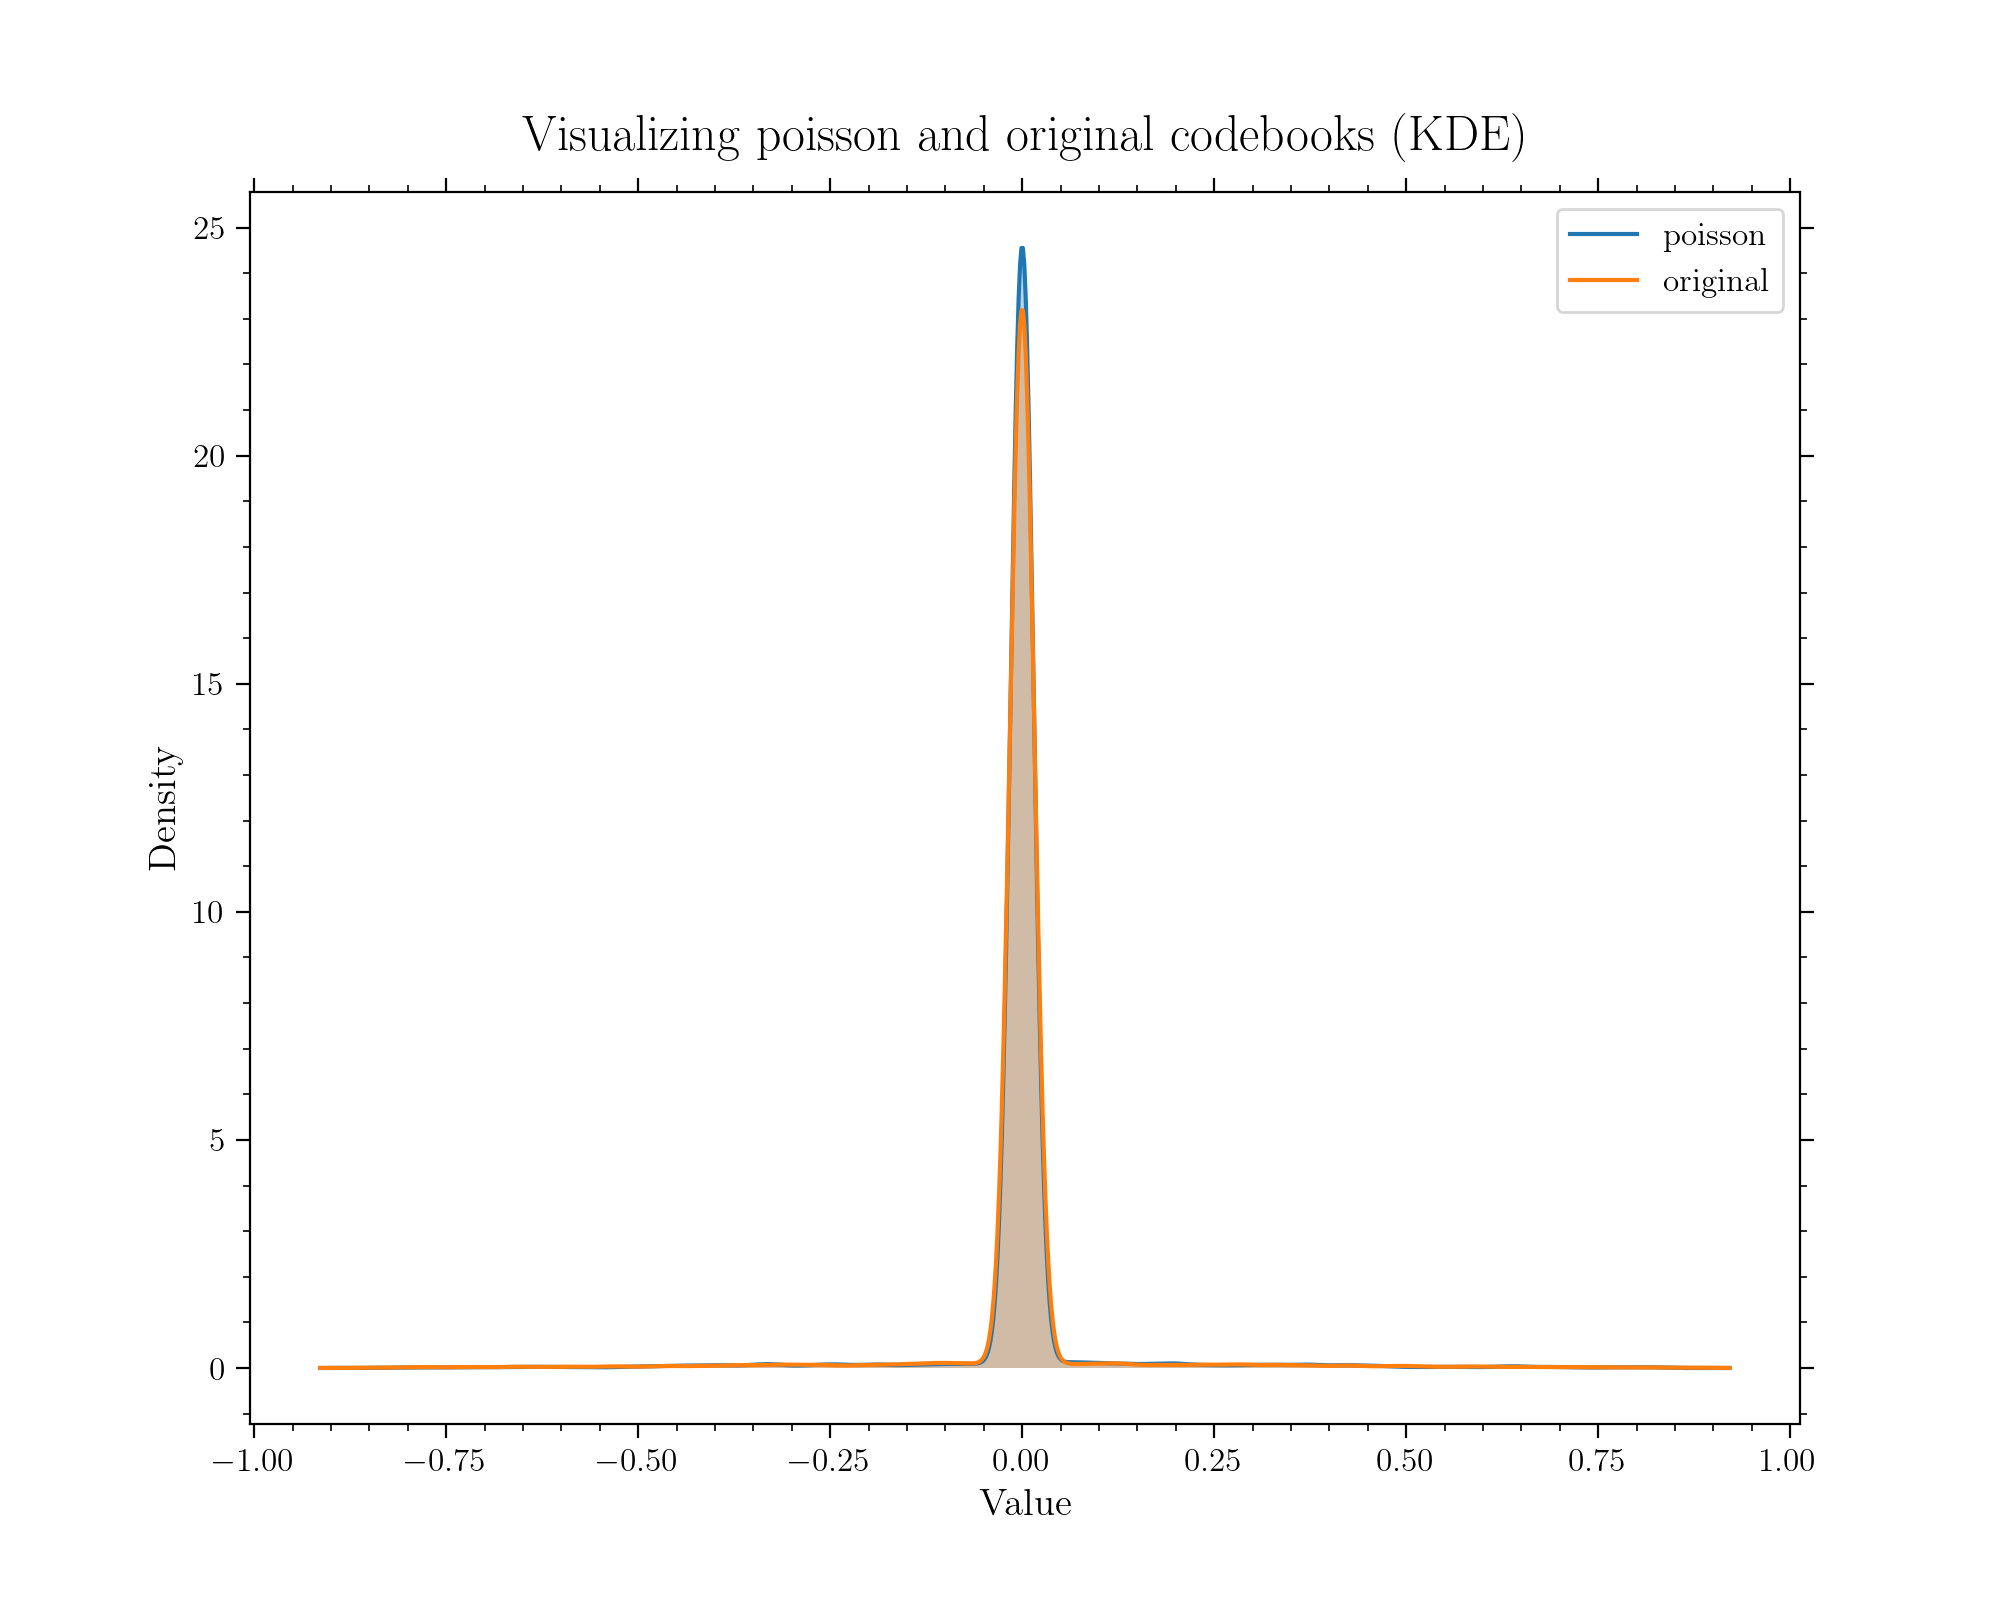 Visualizing poisson and original codebooks (KDE)
poisson
original
25
20
15
10
5
0
Density
−1.00 −0.75 −0.50 −0.25 0.00 0.25 0.50 0.75 1.00
Value